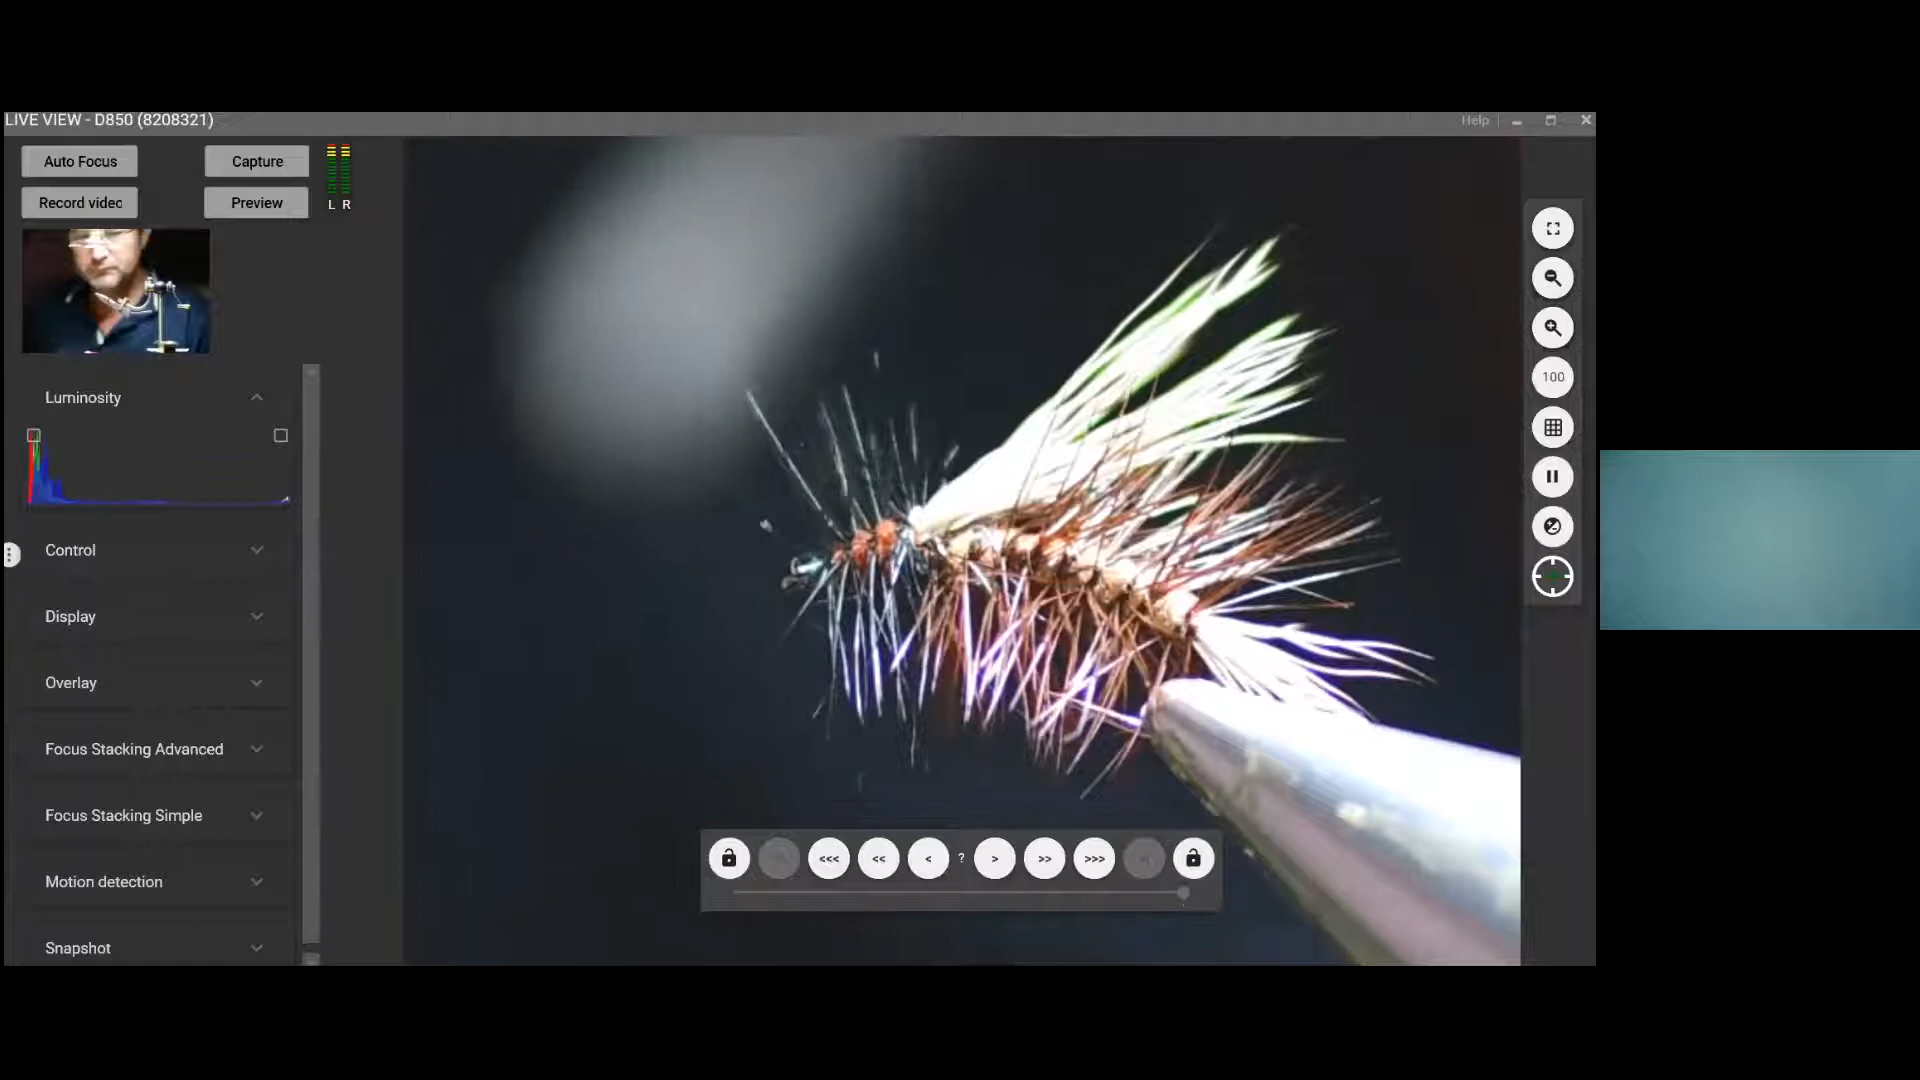 LIVE VIEW - D850 (8208321)
Help
Auto Focus
Capture
Record video
Preview
L R
Luminosity
Control
Display
Overlay
Focus Stacking Advanced
Focus Stacking Simple
Motion detection
Snapshot
100
<<< << < ? > >> >>>